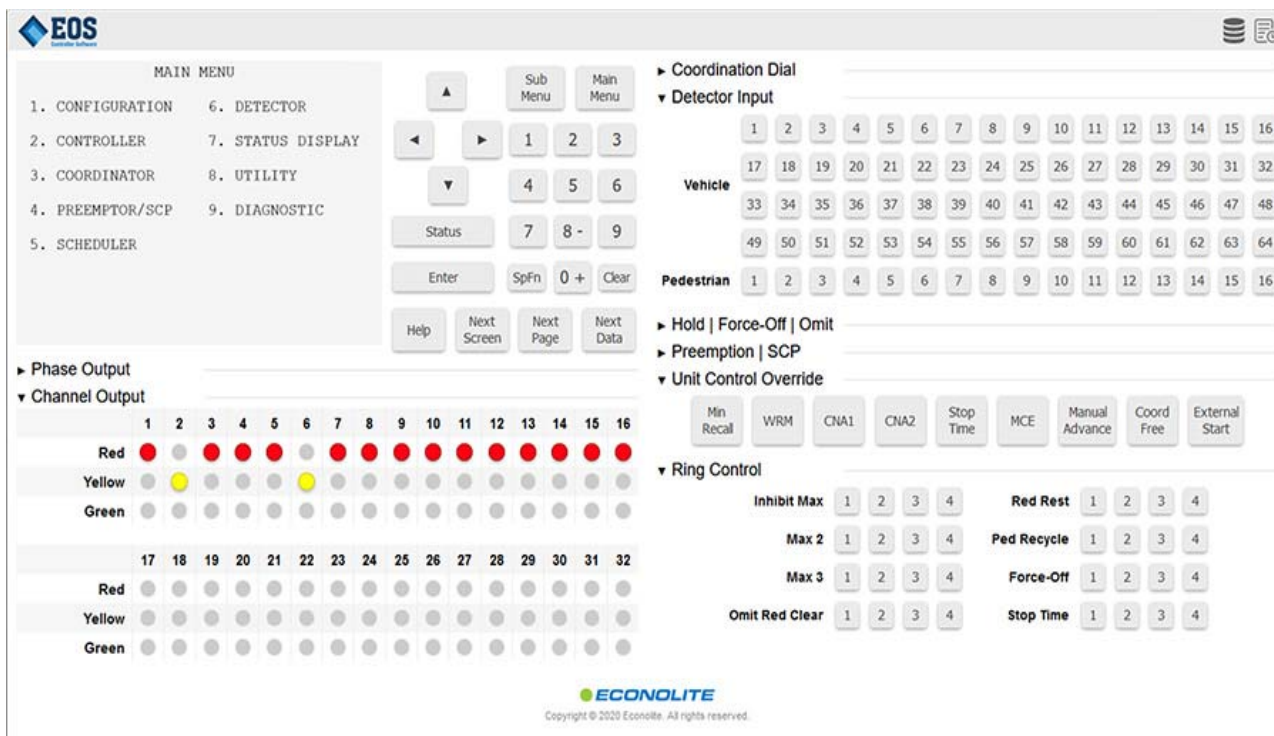 EOS
Controller Software
MAIN MENU
1. CONFIGURATION 6. DETECTOR
2. CONTROLLER 7. STATUS DISPLAY
3. COORDINATOR 8. UTILITY
4. PREEMPTOR/SCP 9. DIAGNOSTIC
5. SCHEDULER
Sub Menu
Main Menu
1 2 3
4 5 6
Status 7 8 - 9
Enter SpFn 0 + Clear
Help
Next Screen
Next Page
Next Data
Phase Output
Channel Output
1 2 3 4 5 6 7 8 9 10 11 12 13 14 15 16
Red
Yellow
Green
17 18 19 20 21 22 23 24 25 26 27 28 29 30 31 32
Red
Yellow
Green
Coordination Dial
Detector Input
1 2 3 4 5 6 7 8 9 10 11 12 13 14 15 16
17 18 19 20 21 22 23 24 25 26 27 28 29 30 31 32
Vehicle
33 34 35 36 37 38 39 40 41 42 43 44 45 46 47 48
49 50 51 52 53 54 55 56 57 58 59 60 61 62 63 64
Pedestrian 1 2 3 4 5 6 7 8 9 10 11 12 13 14 15 16
Hold | Force-Off | Omit
Preemption | SCP
Unit Control Override
Min Recall
WRM
CNA1
CNA2
Stop Time
MCE
Manual Advance
Coord Free
External Start
Ring Control
Inhibit Max 1 2 3 4 Red Rest 1 2 3 4
Max 2 1 2 3 4 Ped Recycle 1 2 3 4
Max 3 1 2 3 4 Force-Off 1 2 3 4
Omit Red Clear 1 2 3 4 Stop Time 1 2 3 4
ECONOLITE
Copyright © 2020 Econolite. All rights reserved.